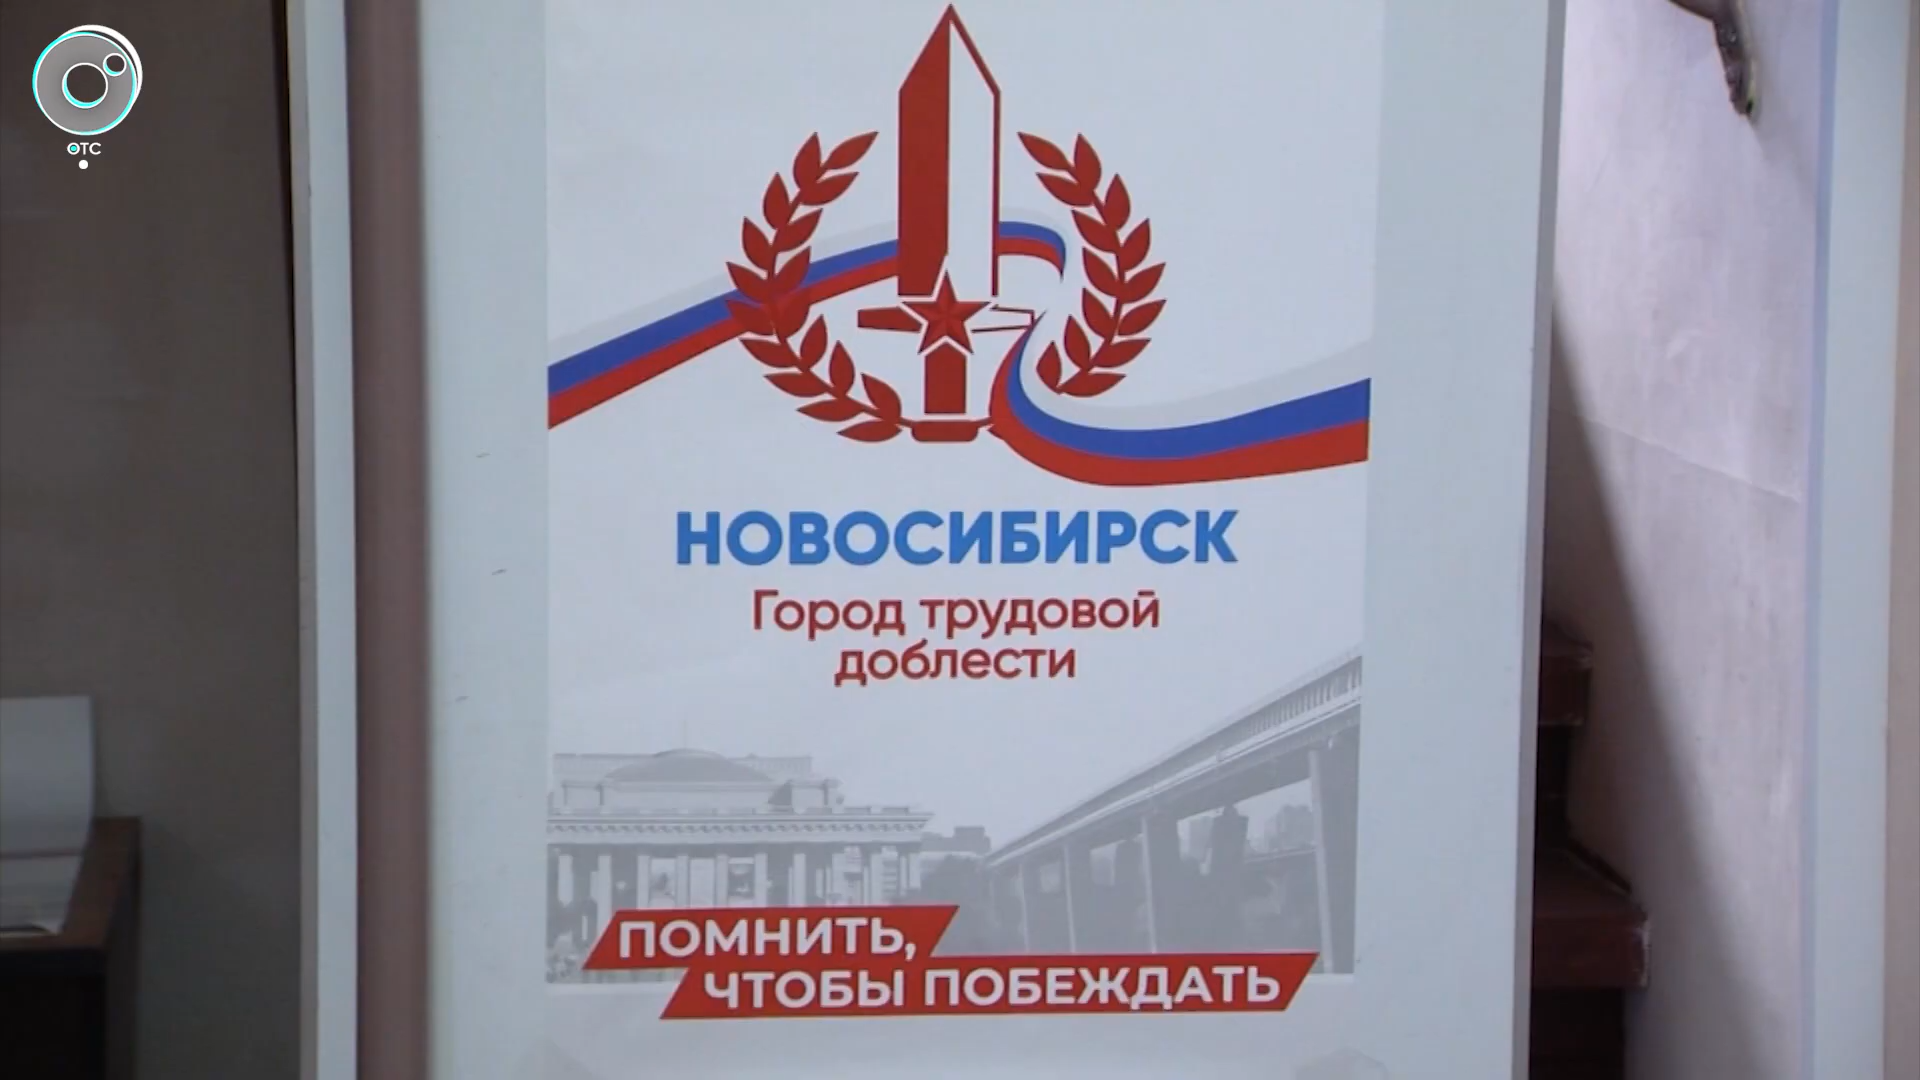 ОТС
НОВОСИБИРСК
Город трудовой
доблести
ПОМНИТЬ,
ЧТОБЫ ПОБЕЖДАТЬ